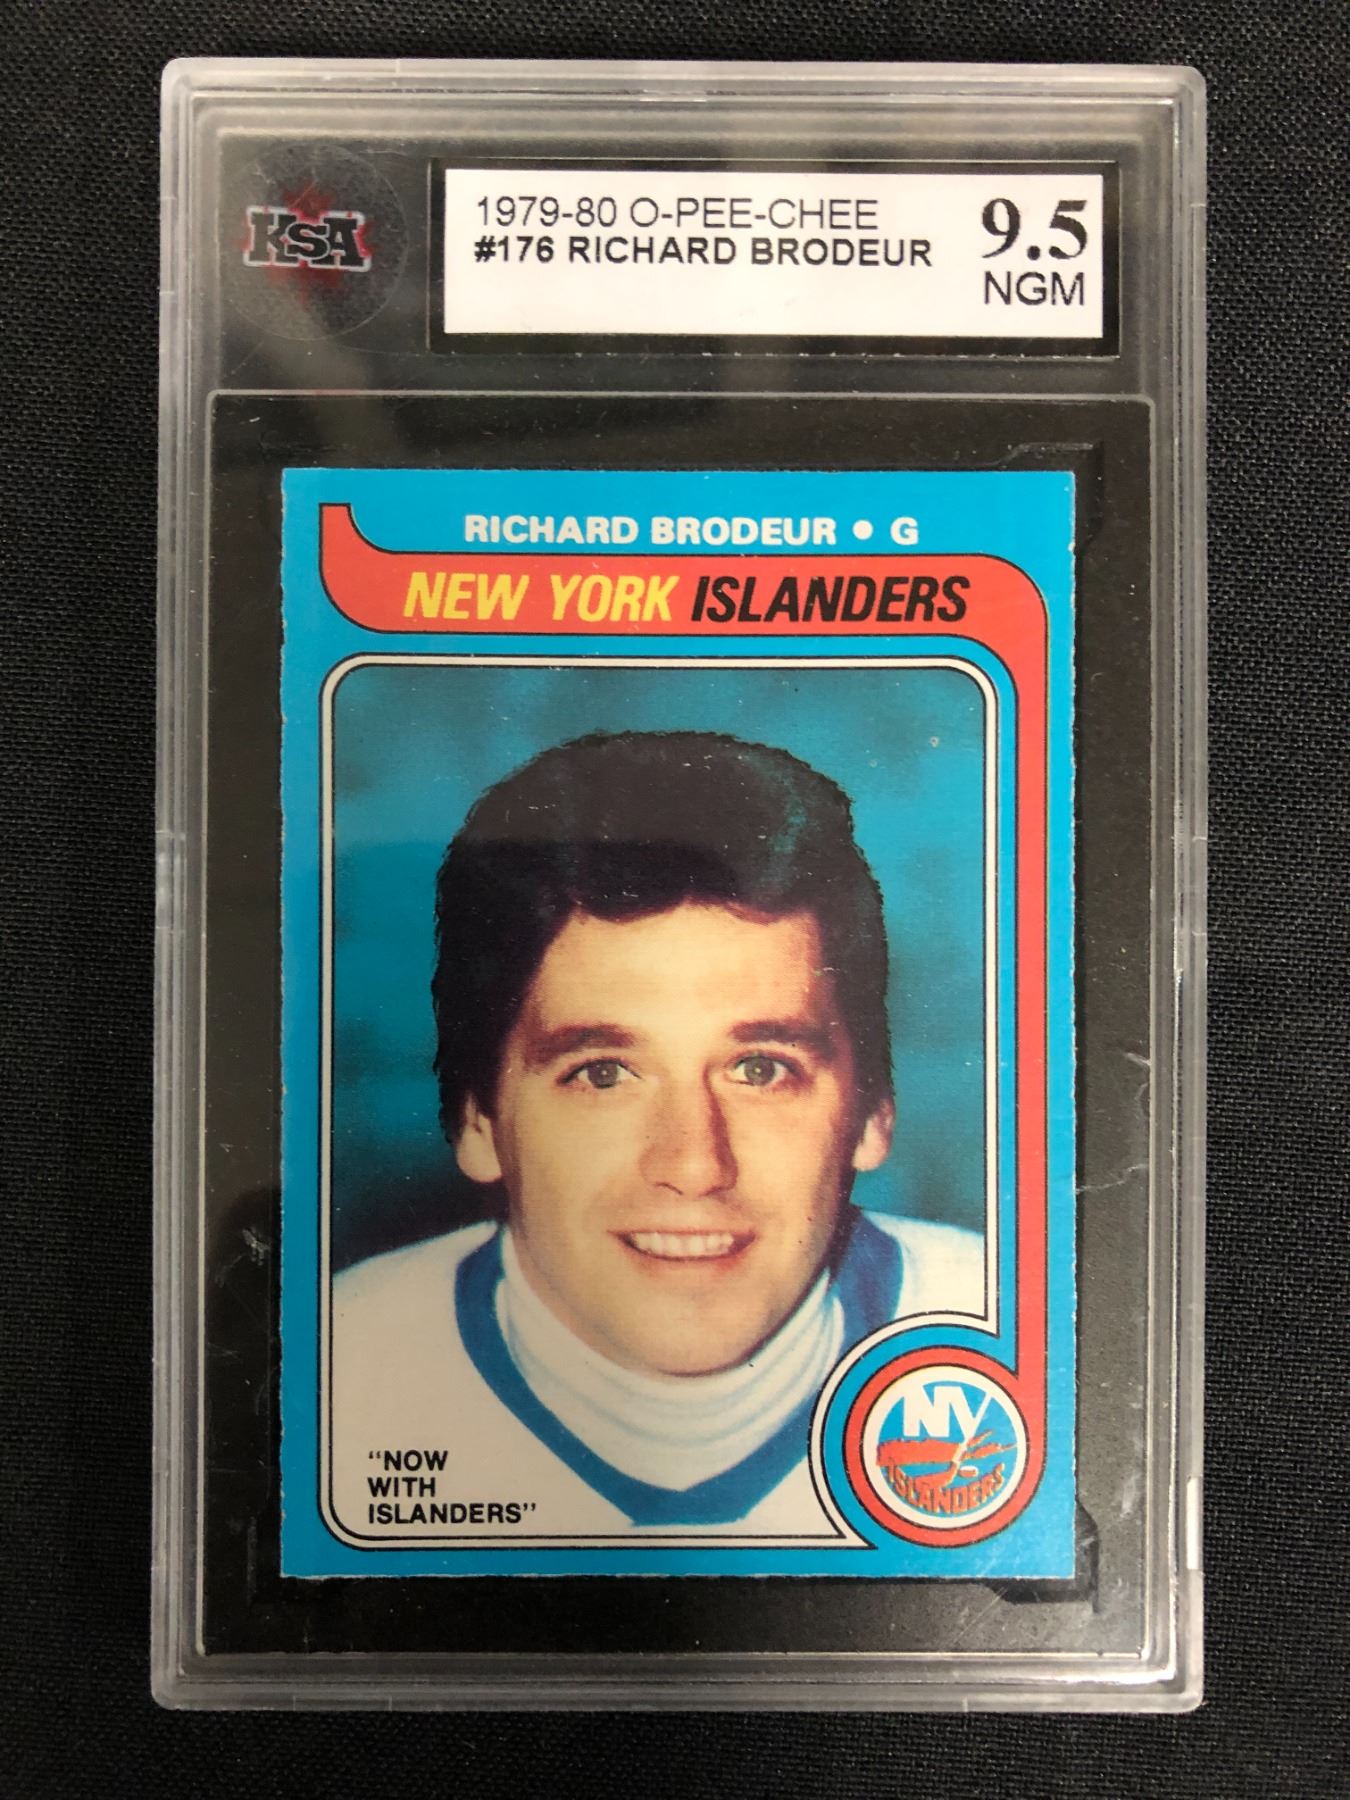 KSA
1979-80 O-PEE-CHEE
#176 RICHARD BRODEUR
9.5
NGM
RICHARD BRODEUR • G
NEW YORK ISLANDERS
"NOW
WITH
ISLANDERS"
NY
ISLANDERS